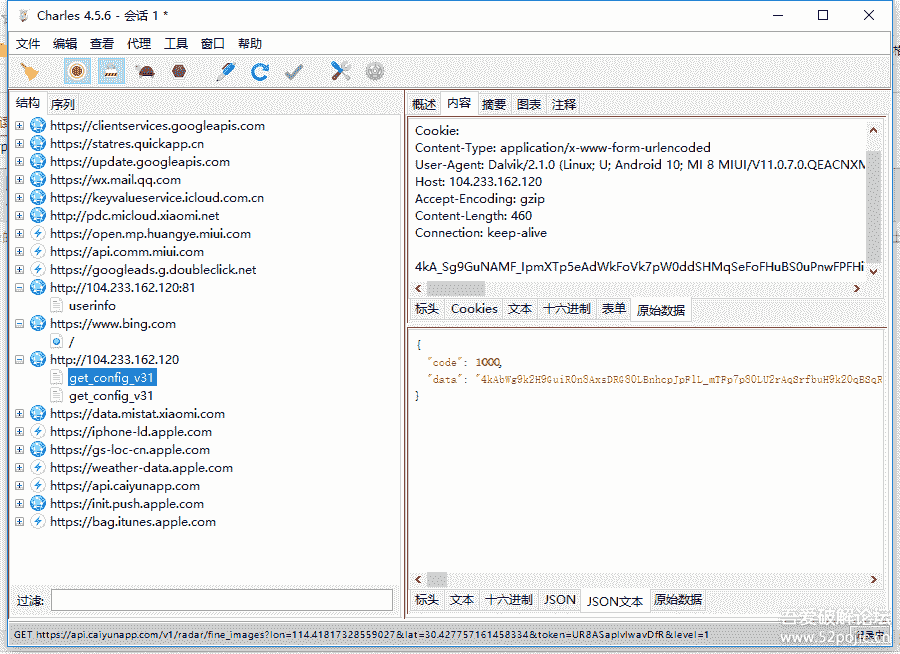 Charles 4.5.6 - 会话 1 *
文件 编辑 查看 代理 工具 窗口 帮助
结构 序列
https://clientservices.googleapis.com
https://statres.quickapp.cn
https://update.googleapis.com
https://wx.mail.qq.com
https://keyvalueservice.icloud.com.cn
http://pdc.micloud.xiaomi.net
https://open.mp.huangye.miui.com
https://api.comm.miui.com
https://googleads.g.doubleclick.net
http://104.233.162.120:81
userinfo
https://www.bing.com
/
http://104.233.162.120
get_config_v31
get_config_v31
https://data.mistat.xiaomi.com
https://iphone-ld.apple.com
https://gs-loc-cn.apple.com
https://weather-data.apple.com
https://api.caiyunapp.com
https://init.push.apple.com
https://bag.itunes.apple.com
过滤:
概述 内容 摘要 图表 注释
Cookie:
Content-Type: application/x-www-form-urlencoded
User-Agent: Dalvik/2.1.0 (Linux; U; Android 10; MI 8 MIUI/V11.0.7.0.QEACNXM
Host: 104.233.162.120
Accept-Encoding: gzip
Content-Length: 460
Connection: keep-alive
4kA_Sg9GuNAMF_IpmXTp5eAdWkFoVk7pW0ddSHMqSeFoFHuBS0uPnwFPFHi
标头 Cookies 文本 十六进制 表单 原始数据
{
"code": 1000,
"data":
}
标头 文本 十六进制 JSON JSON文本 原始数据
GET https://api.caiyunapp.com/v1/radar/fine_images?lon=114.41817328559027&lat=30.427757161458334&token=UR8ASaplvlwavDfR&level=1
吾爱破解论坛
www.52pojie.cn